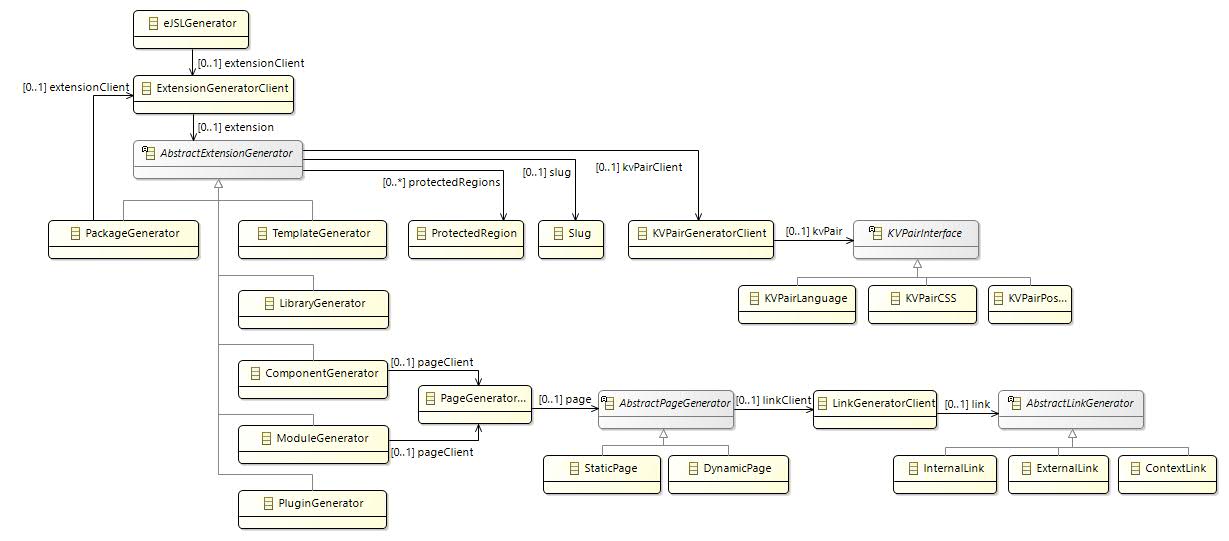 eJSLGenerator
[0..1] extensionClient
[0..1] extensionClient
ExtensionGeneratorClient
[0..1] extension
AbstractExtensionGenerator
[0..1] kvPairClient
[0..1] slug
[0..*] protectedRegions
PackageGenerator
TemplateGenerator
ProtectedRegion
Slug
KVPairGeneratorClient
[0..1] kvPair
KVPairInterface
LibraryGenerator
KVPairLanguage
KVPairCSS
KVPairPos...
ComponentGenerator
[0..1] pageClient
PageGenerator...
[0..1] page
AbstractPageGenerator
[0..1] linkClient
LinkGeneratorClient
[0..1] link
AbstractLinkGenerator
ModuleGenerator
[0..1] pageClient
StaticPage
DynamicPage
InternalLink
ExternalLink
ContextLink
PluginGenerator